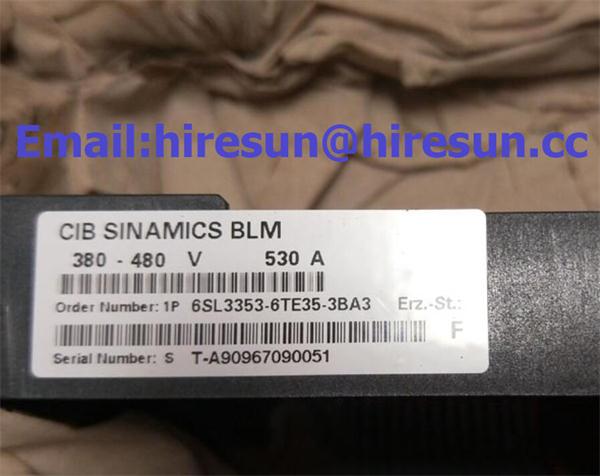 Email:hiresun@hiresun.cc
CIB SINAMICS BLM
380 - 480 V 530 A
Order Number: 1P 6SL3353-6TE35-3BA3 Erz.-St.:
F
Serial Number: S T-A90967090051